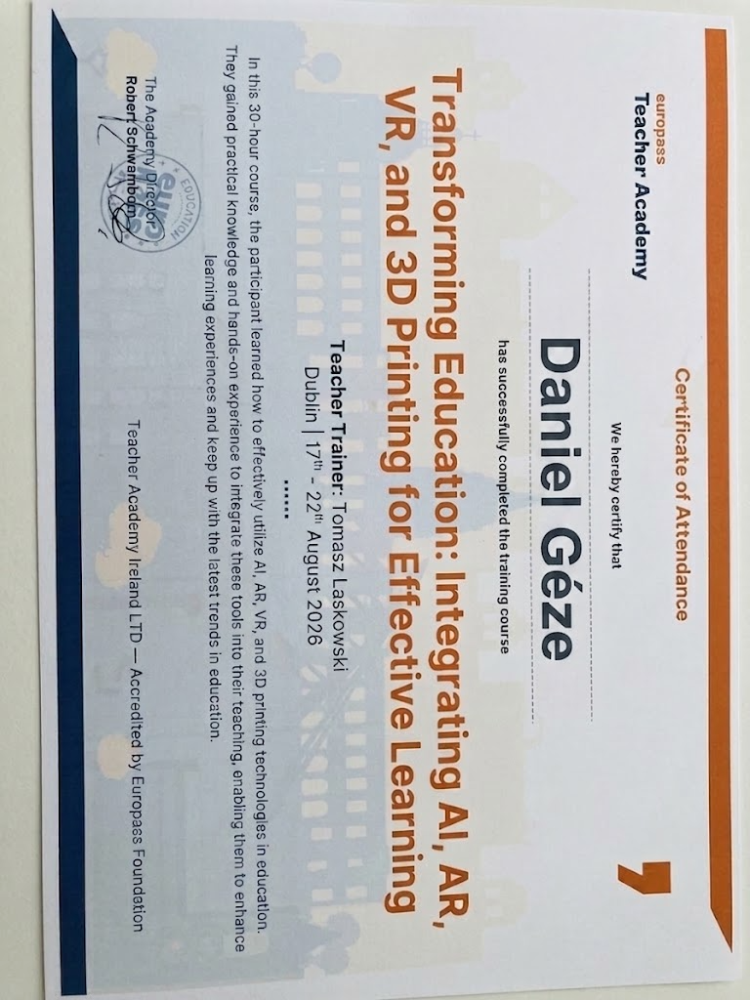 europass
Teacher Academy
Certificate of Attendance
We hereby certify that
Daniel Géze
has successfully completed the training course
Transforming Education: Integrating AI, AR,
VR, and 3D Printing for Effective Learning
Teacher Trainer: Tomasz Laskowski
Dublin | 17th - 22th August 2026
In this 30-hour course, the participant learned how to effectively utilize AI, AR, VR, and 3D printing technologies in education.
They gained practical knowledge and hands-on experience to integrate these tools into their teaching, enabling them to enhance
learning experiences and keep up with the latest trends in education.
The Academy Director
Robert Schwamborn
EDUCATION
Teacher Academy Ireland LTD — Accredited by Europass Foundation